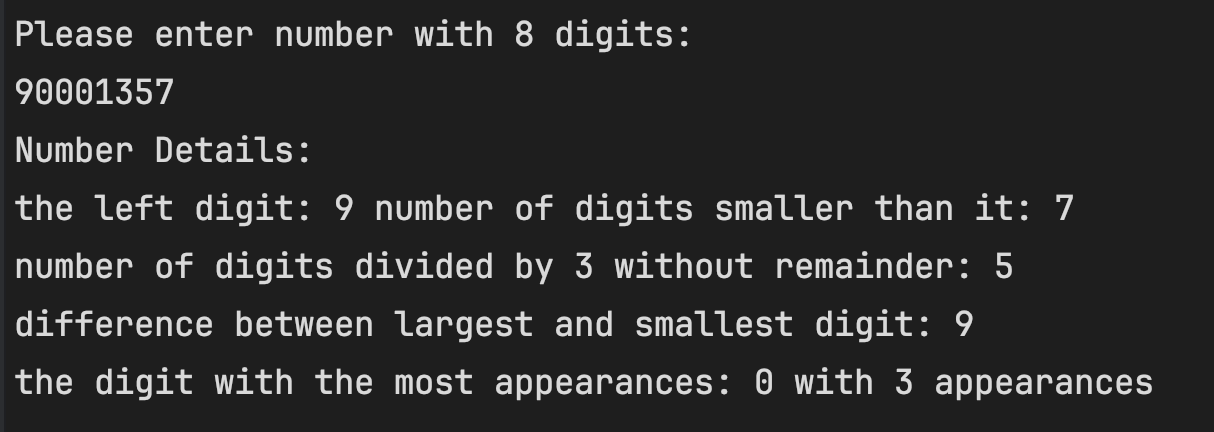 Please enter number with 8 digits:
90001357
Number Details:
the left digit: 9 number of digits smaller than it: 7
number of digits divided by 3 without remainder: 5
difference between largest and smallest digit: 9
the digit with the most appearances: 0 with 3 appearances